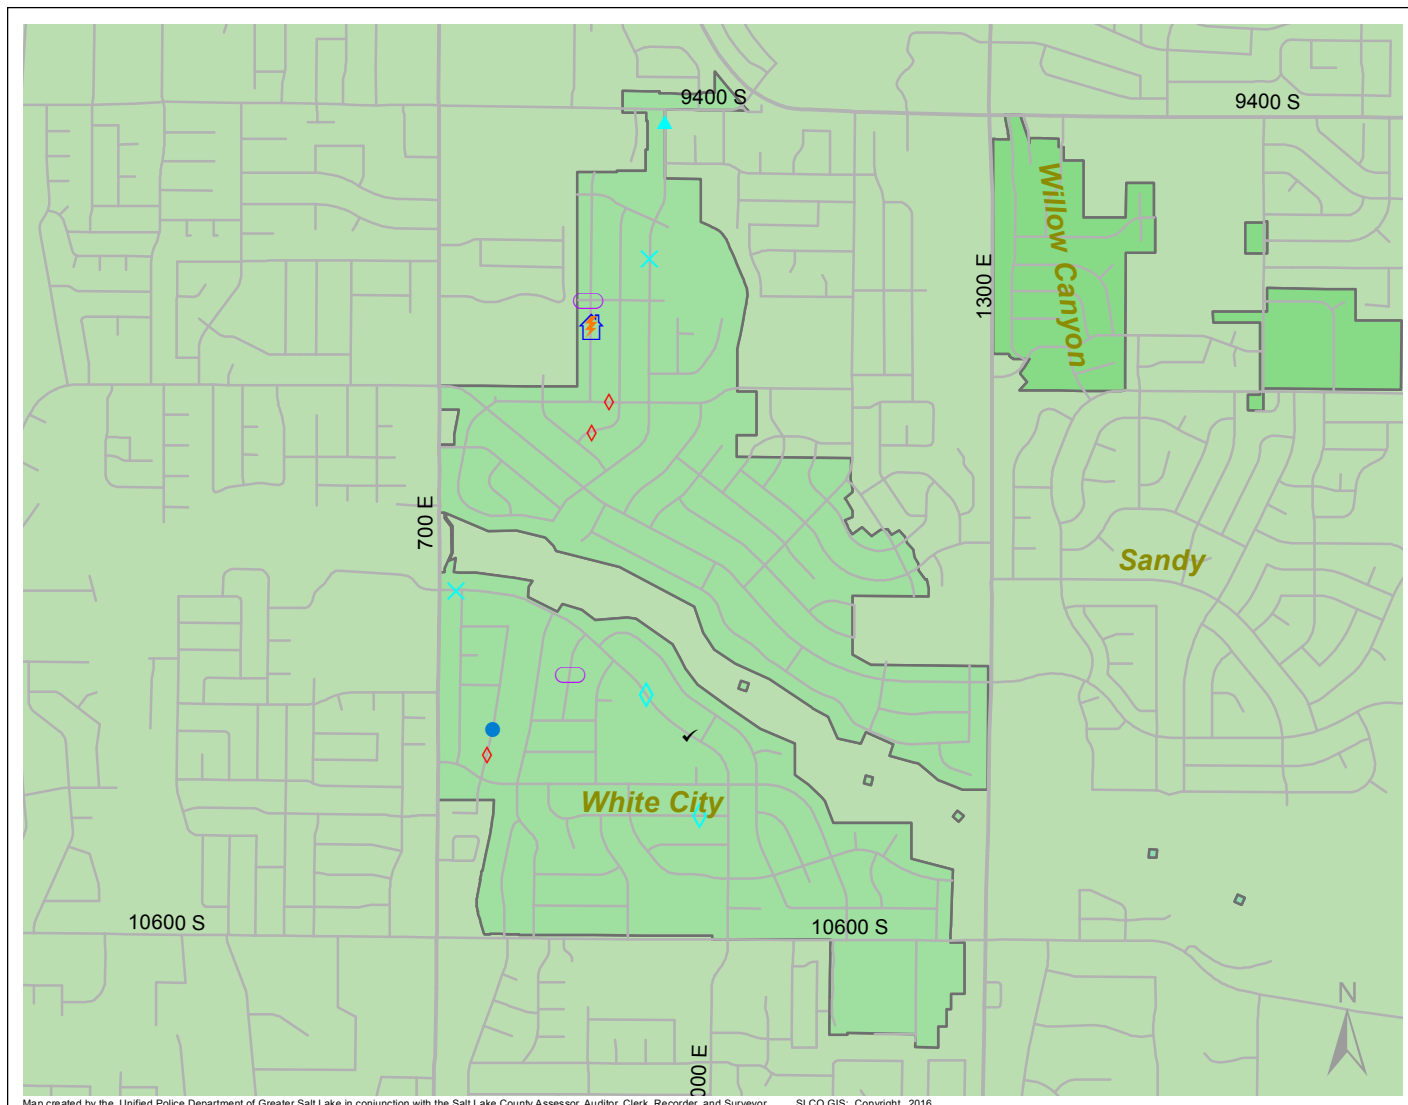 9400 S
9400 S
Willow Canyon
1300 E
700 E
Sandy
White City
10600 S
10600 S
N
000 E
Map created by the Unified Police Department of Greater Salt Lake in conjunction with the Salt Lake County Assessor, Auditor, Clerk, Recorder, and Surveyor. SLCO GIS: Copyright 2016